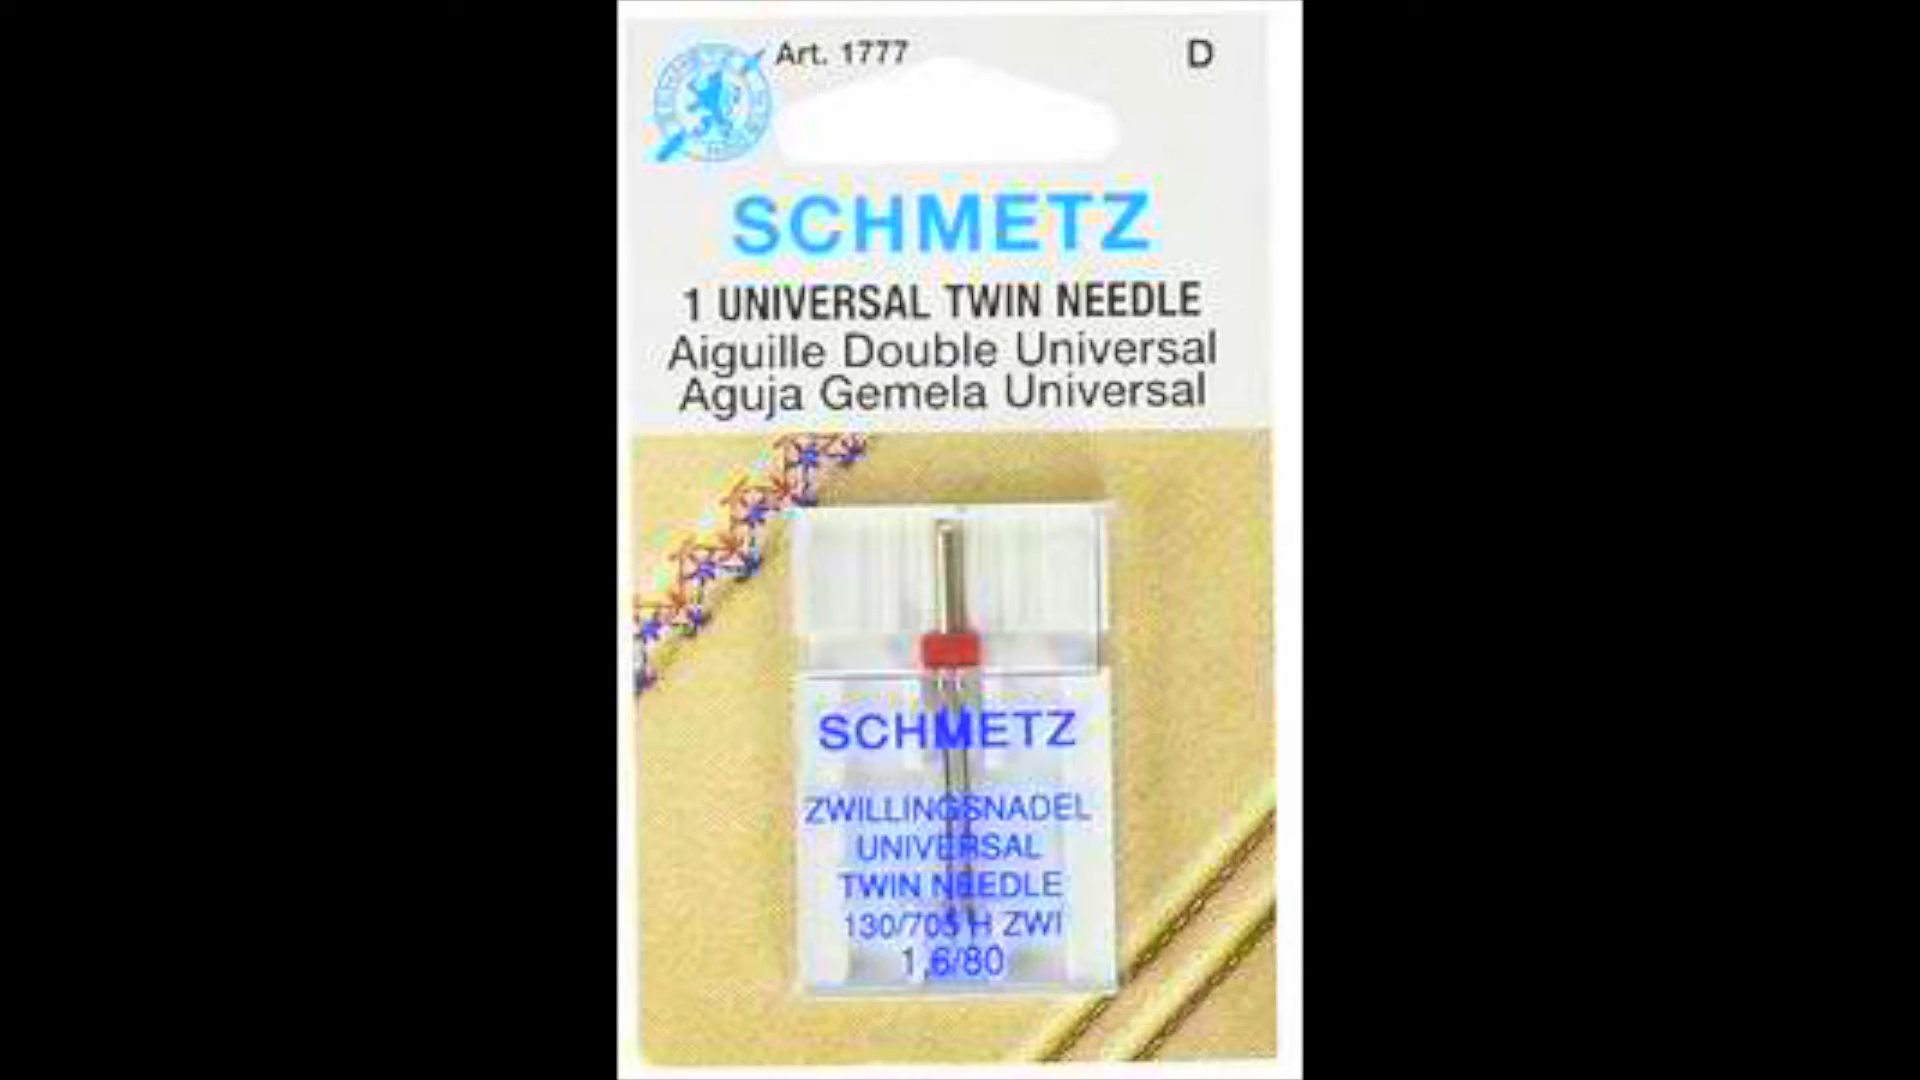 Art. 1777
D
SCHMETZ
1 UNIVERSAL TWIN NEEDLE
Aiguille Double Universal
Aguja Gemela Universal
SCHMETZ
ZWILLINGSNADEL
UNIVERSAL
TWIN NEEDLE
130/705 H ZWI
1,6/80